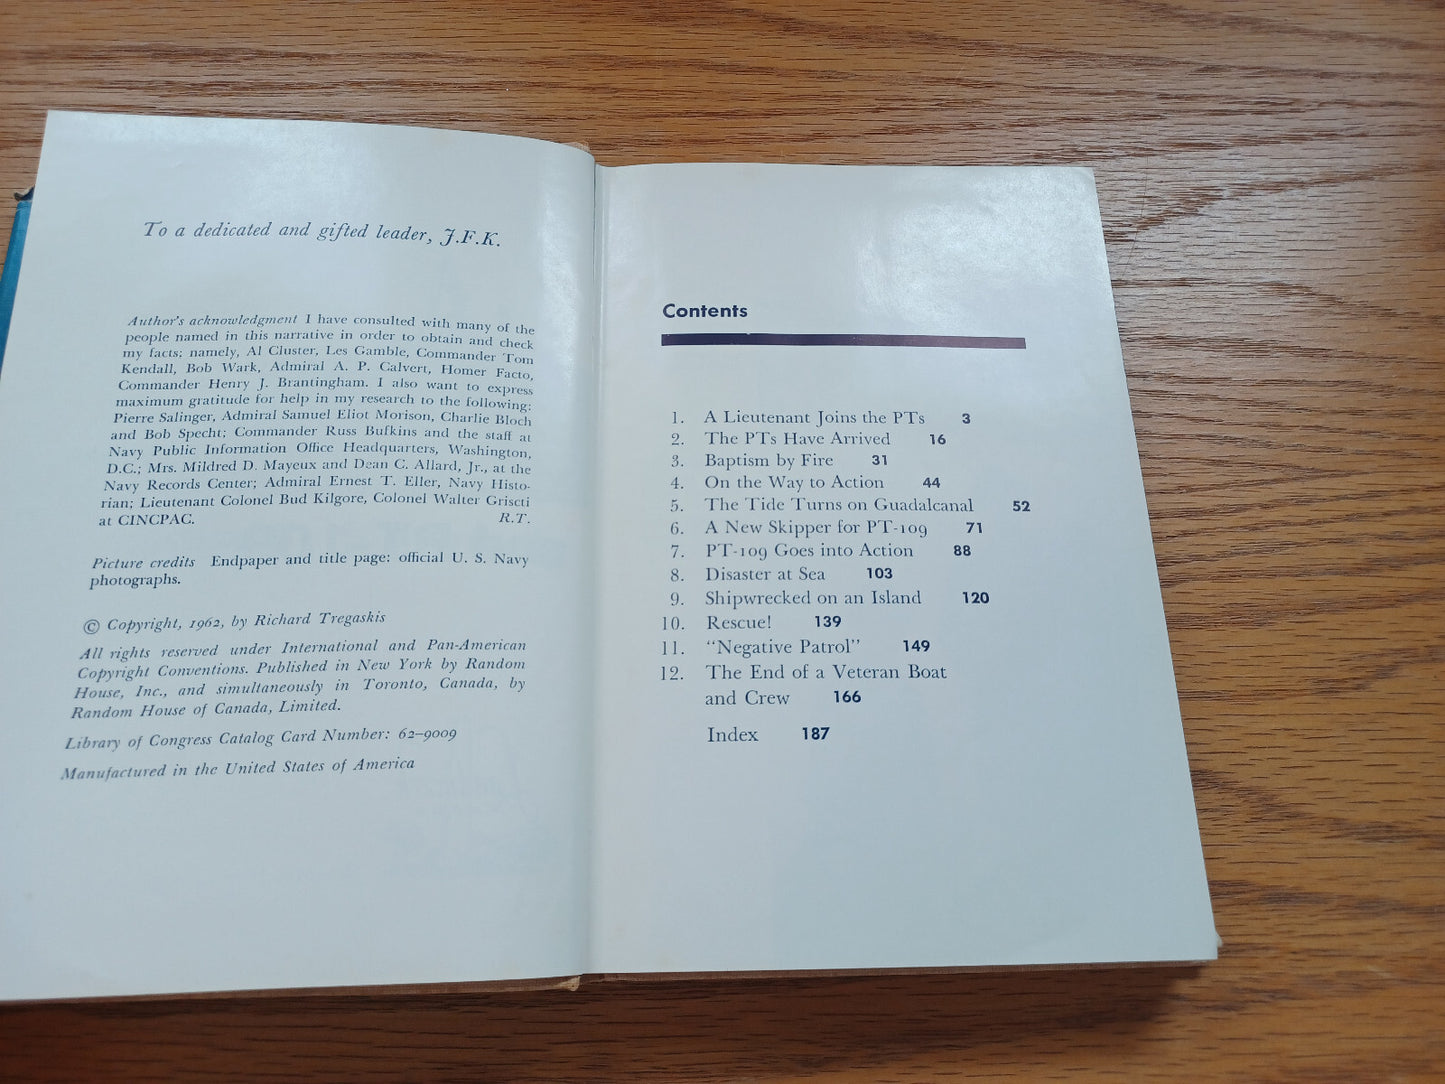 To a dedicated and gifted leader, J.F.K.
Author's acknowledgment I have consulted with many of the
people named in this narrative in order to obtain and check
my facts: namely, Al Cluster, Les Gamble, Commander Tom
Kendall, Bob Wark, Admiral A. P. Calvert, Homer Facto,
Commander Henry J. Brantingham. I also want to express
maximum gratitude for help in my research to the following:
Pierre Salinger, Admiral Samuel Eliot Morison, Charlie Bloch
and Bob Specht; Commander Russ Bufkins and the staff at
Navy Public Information Office Headquarters, Washington,
D.C.; Mrs. Mildred D. Mayeux and Dean C. Allard, Jr., at the
Navy Records Center; Admiral Ernest T. Eller, Navy Histo-
rian; Lieutenant Colonel Bud Kilgore, Colonel Walter Griscti
at CINCPAC. R.T.
Picture credits Endpaper and title page: official U. S. Navy
photographs.
© Copyright, 1962, by Richard Tregaskis
All rights reserved under International and Pan-American
Copyright Conventions. Published in New York by Random
House, Inc., and simultaneously in Toronto, Canada, by
Random House of Canada, Limited.
Library of Congress Catalog Card Number: 62–9009
Manufactured in the United States of America
Contents
1. A Lieutenant Joins the PTs 3
2. The PTs Have Arrived 16
3. Baptism by Fire 31
4. On the Way to Action 44
5. The Tide Turns on Guadalcanal 52
6. A New Skipper for PT-109 71
7. PT-109 Goes into Action 88
8. Disaster at Sea 103
9. Shipwrecked on an Island 120
10. Rescue! 139
11. "Negative Patrol" 149
12. The End of a Veteran Boat
and Crew 166
Index 187